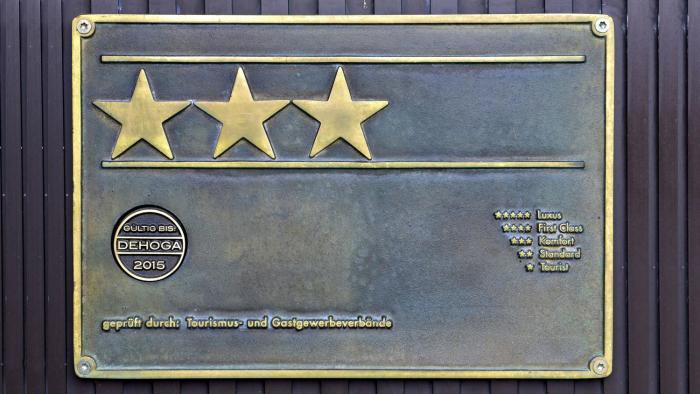 GÜLTIG BIS:
DEHOGA
2015
★★★★★ Luxus
★★★★ First Class
★★★ Komfort
★★ Standard
★ Tourist
geprüft durch: Tourismus- und Gastgewerbeverbände